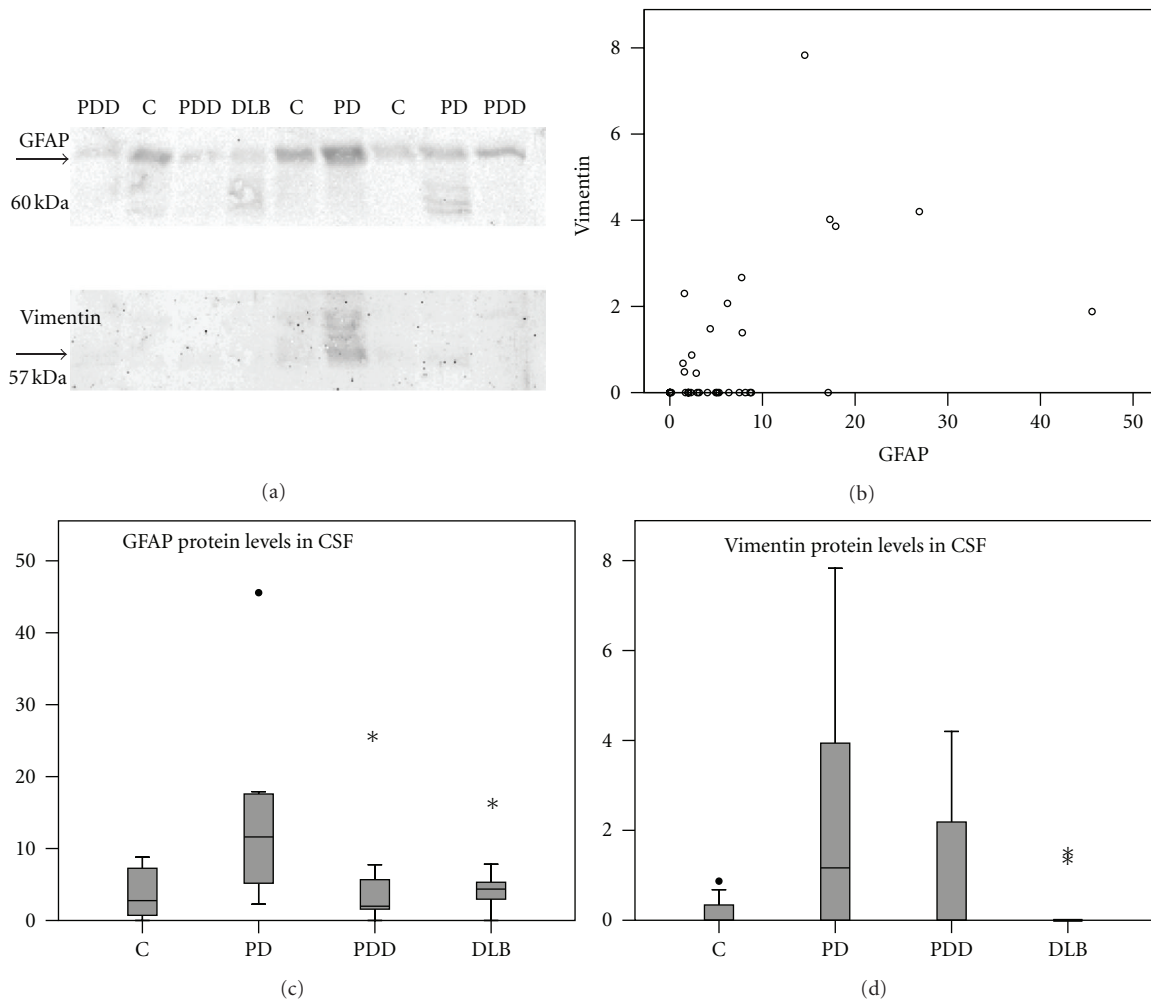 PDD C PDD DLB C PD C PD PDD
GFAP
60 kDa
Vimentin
57 kDa
(a)
8
6
4
2
0
Vimentin
0 10 20 30 40 50
GFAP
(b)
GFAP protein levels in CSF
50
40
30
20
10
0
C PD PDD DLB
(c)
Vimentin protein levels in CSF
8
6
4
2
0
C PD PDD DLB
(d)